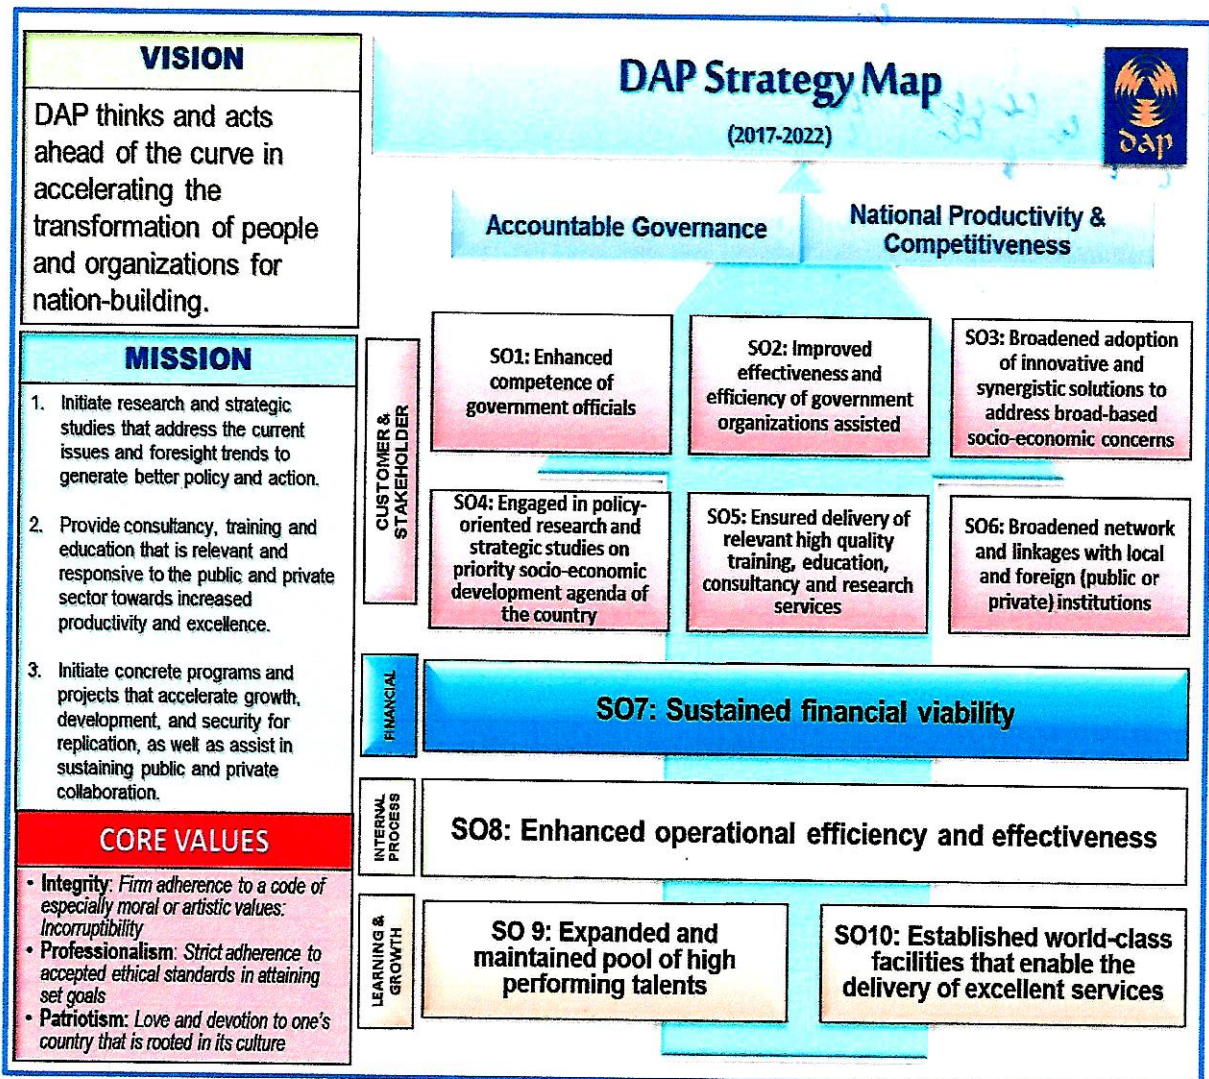 VISION
DAP thinks and acts
ahead of the curve in
accelerating the
transformation of people
and organizations for
nation-building.
MISSION
1. Initiate research and strategic
studies that address the current
issues and foresight trends to
generate better policy and action.
2. Provide consultancy, training and
education that is relevant and
responsive to the public and private
sector towards increased
productivity and excellence.
3. Initiate concrete programs and
projects that accelerate growth,
development, and security for
replication, as well as assist in
sustaining public and private
collaboration.
CORE VALUES
• Integrity: Firm adherence to a code of
especially moral or artistic values:
Incorruptibility
• Professionalism: Strict adherence to
accepted ethical standards in attaining
set goals
• Patriotism: Love and devotion to one's
country that is rooted in its culture
DAP Strategy Map
(2017-2022)
dap
Accountable Governance
National Productivity &
Competitiveness
CUSTOMER &
STAKEHOLDER
SO1: Enhanced
competence of
government officials
SO2: Improved
effectiveness and
efficiency of government
organizations assisted
SO3: Broadened adoption
of innovative and
synergistic solutions to
address broad-based
socio-economic concerns
SO4: Engaged in policy-
oriented research and
strategic studies on
priority socio-economic
development agenda of
the country
SO5: Ensured delivery of
relevant high quality
training, education,
consultancy and research
services
SO6: Broadened network
and linkages with local
and foreign (public or
private) institutions
FINANCIAL
SO7: Sustained financial viability
INTERNAL
PROCESS
SO8: Enhanced operational efficiency and effectiveness
LEARNING &
GROWTH
SO 9: Expanded and
maintained pool of high
performing talents
SO10: Established world-class
facilities that enable the
delivery of excellent services